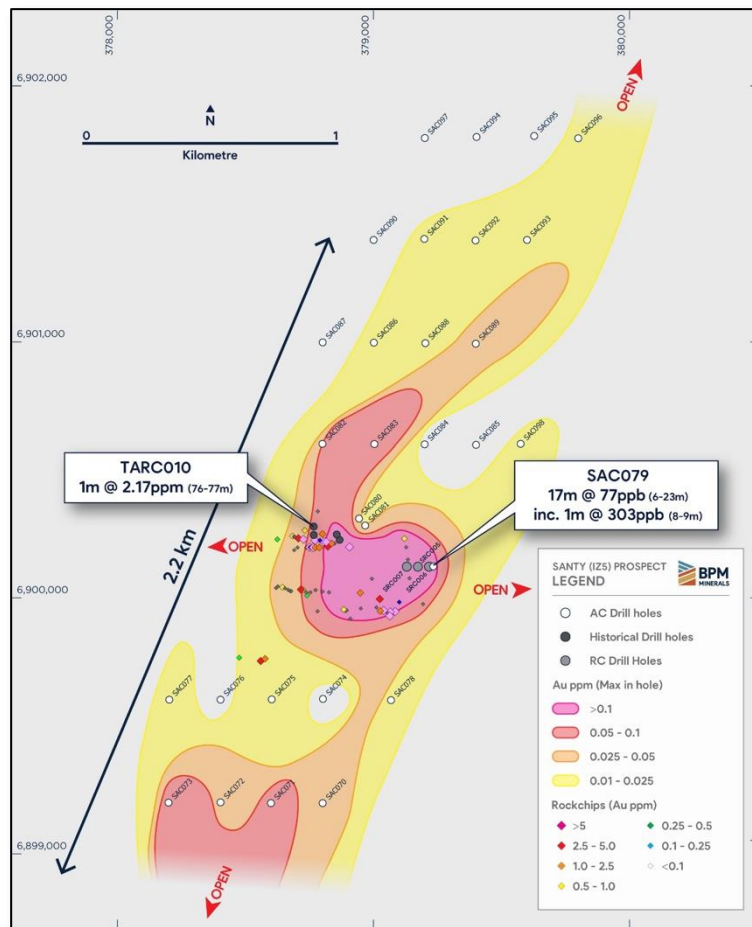 378,000
379,000
380,000
6,902,000
OPEN
N
0 1
Kilometre
SAC097
SAC094
SAC095
SAC096
SAC090
SAC091
SAC092
SAC093
6,901,000
SAC087
SAC086
SAC088
SAC089
SAC082
SAC083
SAC084
SAC085
SAC098
TARC010
1m @ 2.17ppm (76-77m)
SAC079
17m @ 77ppb (6-23m)
inc. 1m @ 303ppb (8-9m)
SAC080
SAC081
2.2 km
OPEN
SRC008
SRC007
SRC006
OPEN
6,900,000
SAC077
SAC076
SAC075
SAC074
SAC078
SAC073
SAC072
SAC071
SAC070
6,899,000
OPEN
SANTY (IZ5) PROSPECT
LEGEND
BPM
MINERALS
AC Drill holes
Historical Drill holes
RC Drill Holes
Au ppm (Max in hole)
>0.1
0.05 - 0.1
0.025 - 0.05
0.01 - 0.025
Rockchips (Au ppm)
>5
2.5 - 5.0
1.0 - 2.5
0.5 - 1.0
0.25 - 0.5
0.1 - 0.25
<0.1